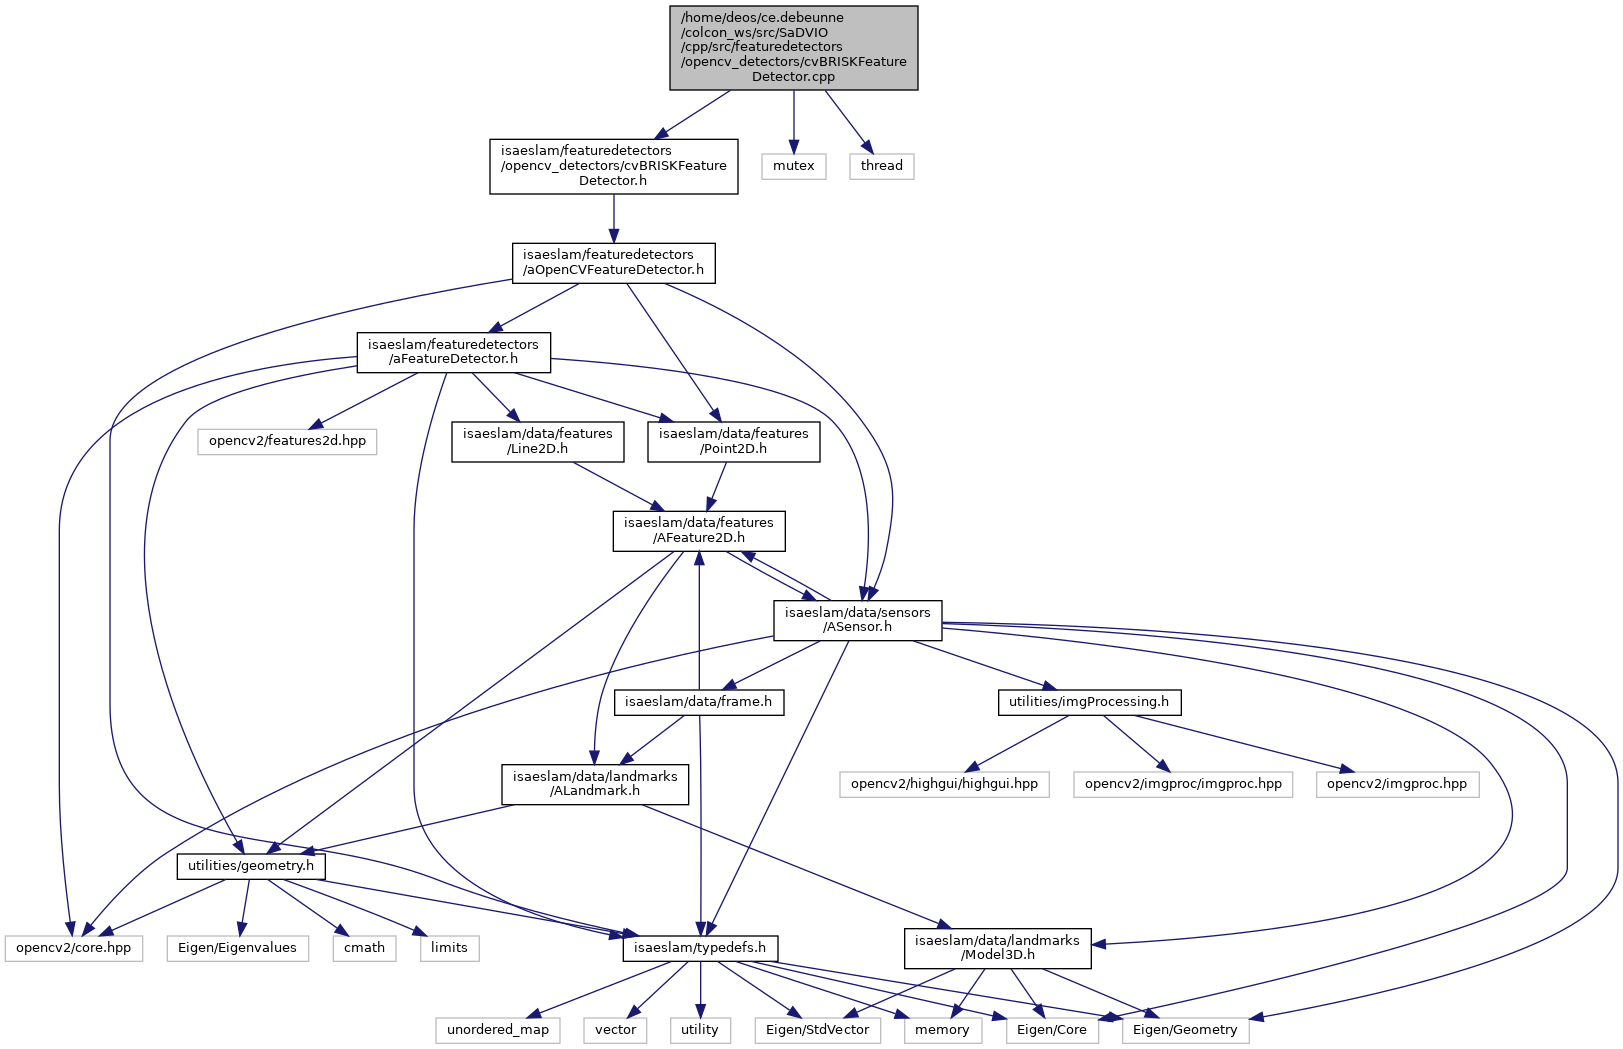 /home/deos/ce.debeunne
/colcon_ws/src/SaDVIO
/cpp/src/featuredetectors
/opencv_detectors/cvBRISKFeature
Detector.cpp
isaeslam/featuredetectors
/opencv_detectors/cvBRISKFeature
Detector.h
mutex
thread
isaeslam/featuredetectors
/aOpenCVFeatureDetector.h
isaeslam/featuredetectors
/aFeatureDetector.h
opencv2/features2d.hpp
isaeslam/data/features
/Line2D.h
isaeslam/data/features
/Point2D.h
isaeslam/data/features
/AFeature2D.h
isaeslam/data/sensors
/ASensor.h
isaeslam/data/frame.h
utilities/imgProcessing.h
isaeslam/data/landmarks
/ALandmark.h
opencv2/highgui/highgui.hpp
opencv2/imgproc/imgproc.hpp
opencv2/imgproc.hpp
utilities/geometry.h
opencv2/core.hpp
Eigen/Eigenvalues
cmath
limits
isaeslam/typedefs.h
isaeslam/data/landmarks
/Model3D.h
unordered_map
vector
utility
Eigen/StdVector
memory
Eigen/Core
Eigen/Geometry